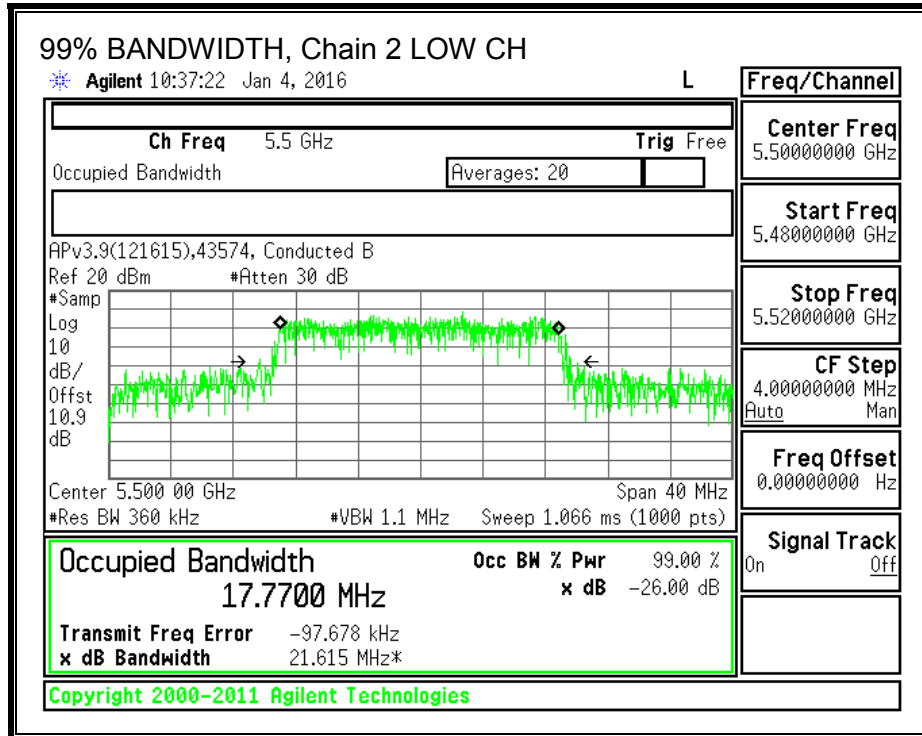 99% BANDWIDTH, Chain 2 LOW CH
Agilent 10:37:22 Jan 4, 2016 L
Freq/Channel
Ch Freq 5.5 GHz Trig Free
Occupied Bandwidth Averages: 20
APv3.9(121615),43574, Conducted B
Ref 20 dBm #Atten 30 dB
#Samp
Log
10
dB/
Offst
10.9
dB
Center 5.500 00 GHz Span 40 MHz
#Res BW 360 kHz #VBW 1.1 MHz Sweep 1.066 ms (1000 pts)
Occupied Bandwidth Occ BW % Pwr 99.00 %
17.7700 MHz x dB -26.00 dB
Transmit Freq Error -97.678 kHz
x dB Bandwidth 21.615 MHz*
Copyright 2000-2011 Agilent Technologies
Center Freq
5.50000000 GHz
Start Freq
5.48000000 GHz
Stop Freq
5.52000000 GHz
CF Step
4.00000000 MHz
Auto Man
Freq Offset
0.00000000 Hz
Signal Track
On Off